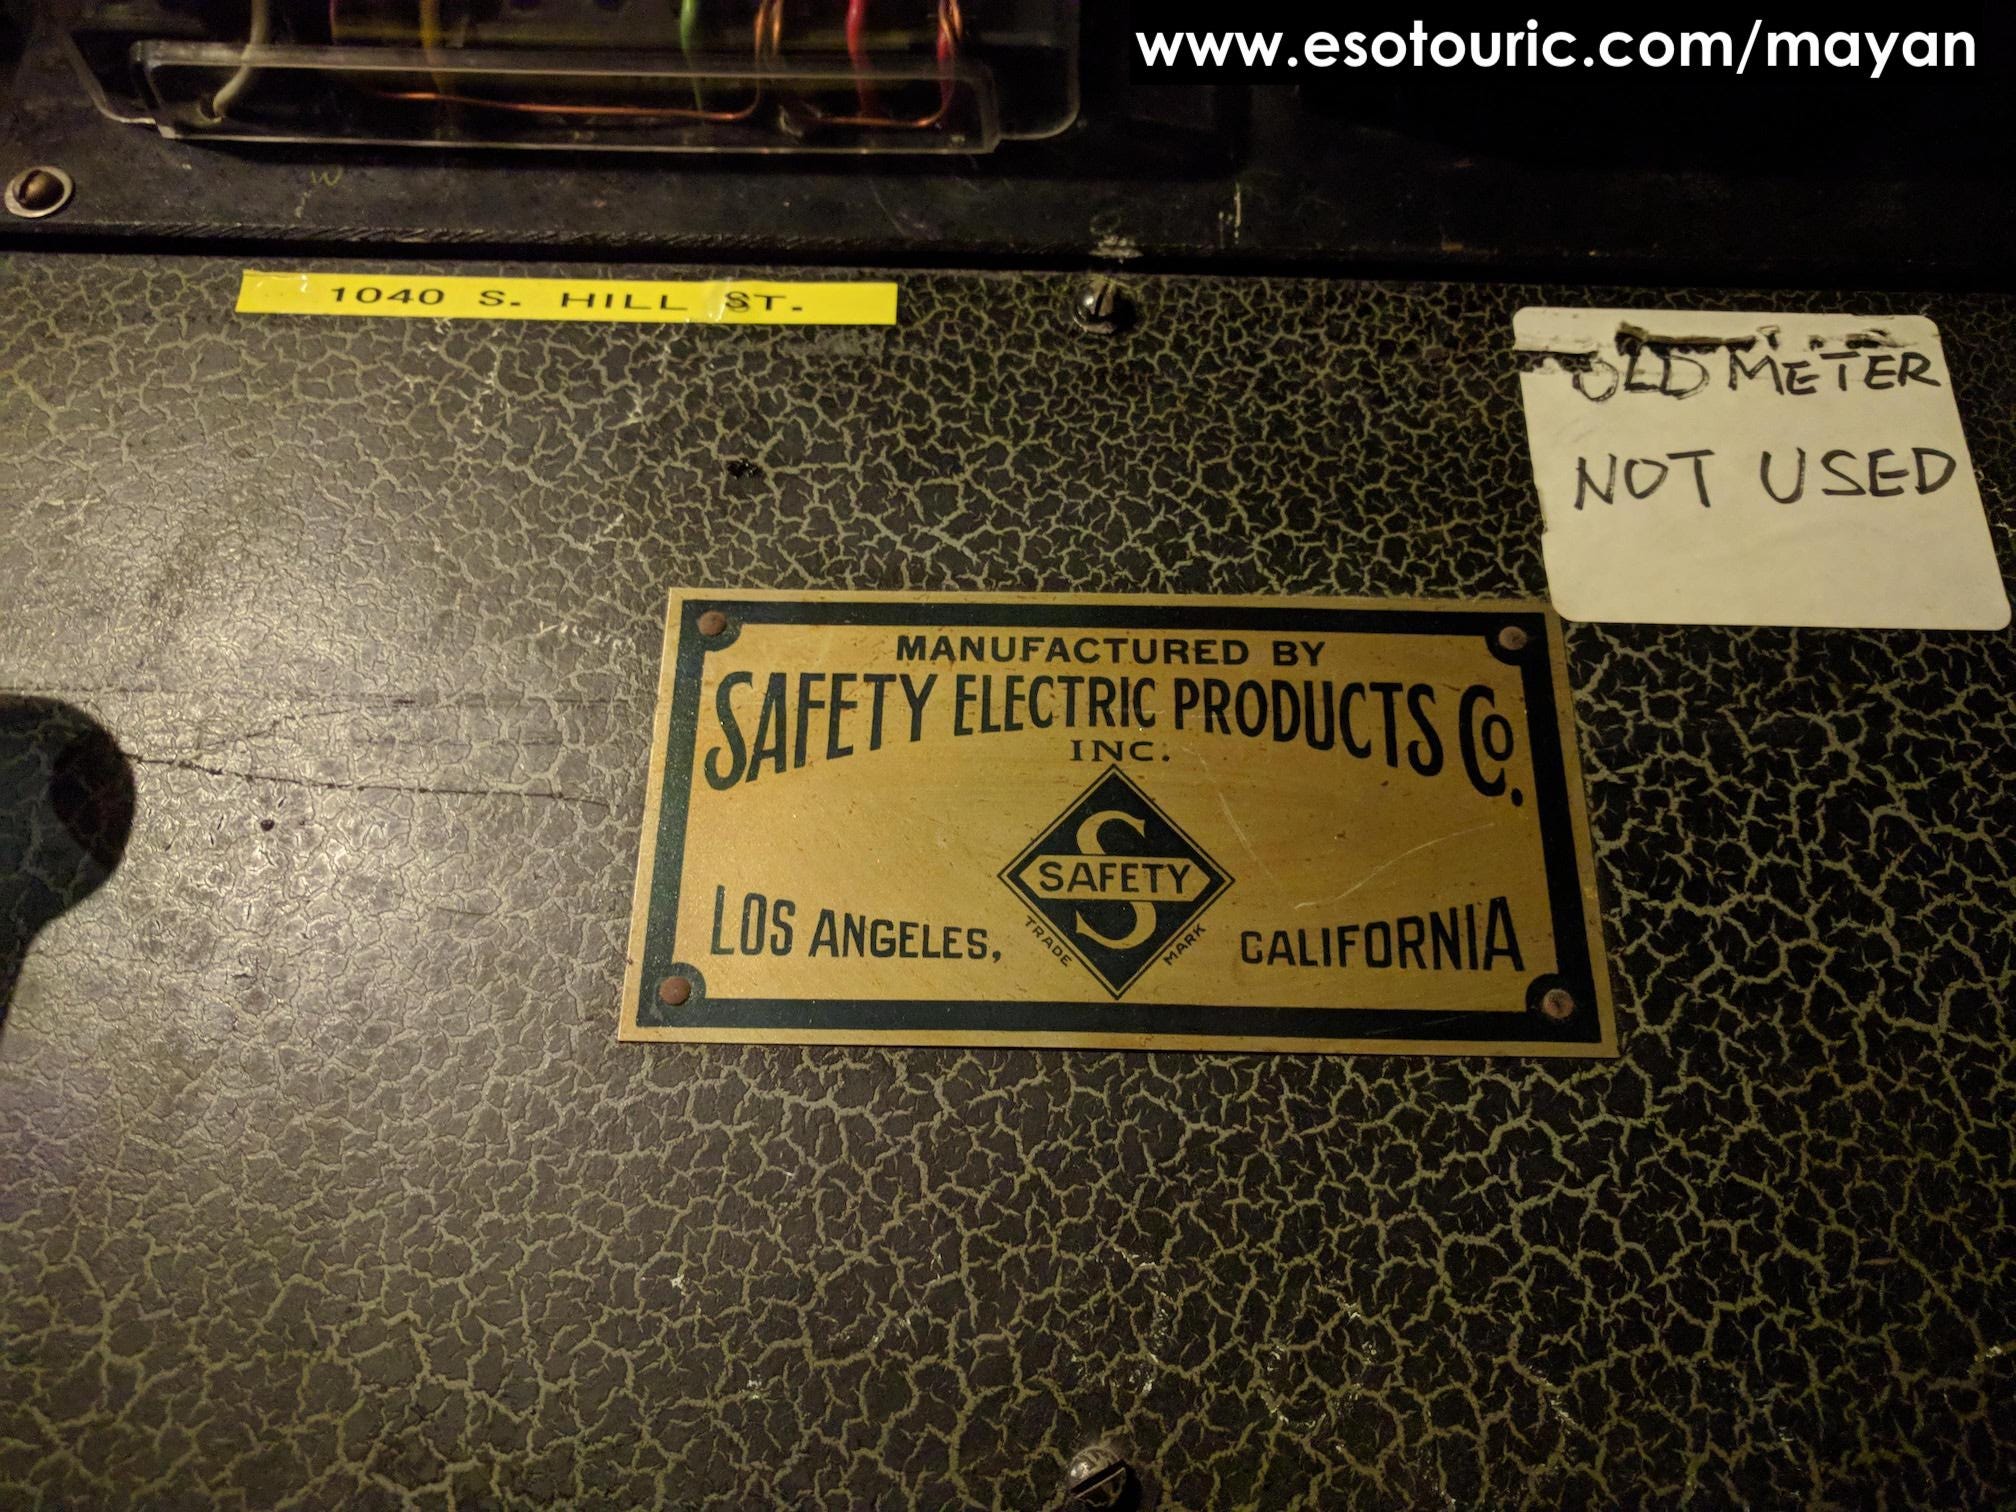 www.esotouric.com/mayan
1040 S. HILL ST.
OLD METER
NOT USED
MANUFACTURED BY
SAFETY ELECTRIC PRODUCTS Co.
INC.
S
SAFETY
TRADE MARK
LOS ANGELES, CALIFORNIA